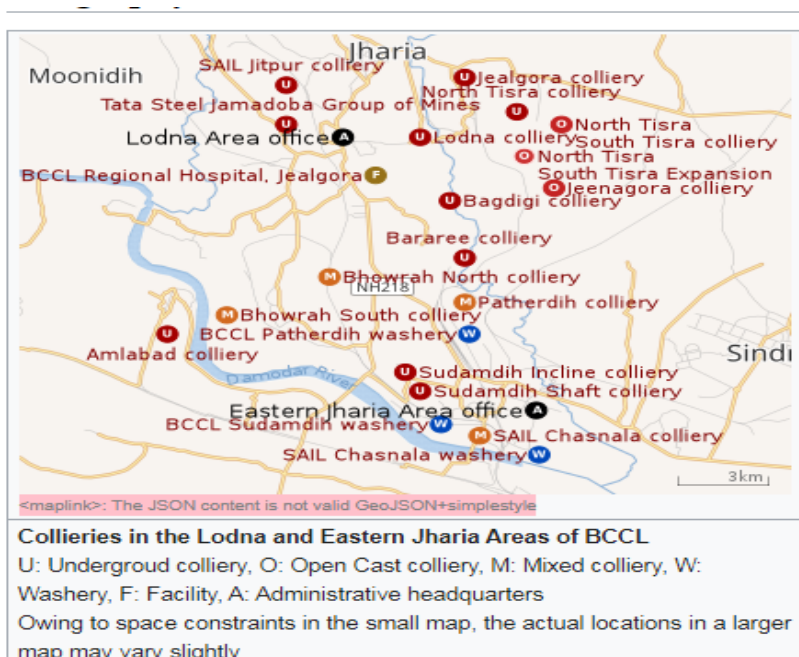 Jharia
Moonidih
SAIL Jitpur colliery
U
U Jealgora colliery
North Tisra colliery
U
Tata Steel Jamadoba Group of Mines
U
O North Tisra
South Tisra colliery
Lodna Area office A
U Lodna colliery
O North Tisra
South Tisra Expansion
BCCL Regional Hospital, Jealgora F
O Jeenagora colliery
U Bagdigi colliery
Bararee colliery
U
M Bhowrah North colliery
NH218
M Patherdih colliery
M Bhowrah South colliery
BCCL Patherdih washery W
U
Amlabad colliery
Sindri
Damodar River
U Sudamdih Incline colliery
U Sudamdih Shaft colliery
Eastern Jharia Area office A
BCCL Sudamdih washery W
M SAIL Chasnala colliery
SAIL Chasnala washery W
3km
<maplink>: The JSON content is not valid GeoJSON+simplestyle
Collieries in the Lodna and Eastern Jharia Areas of BCCL
U: Undergroud colliery, O: Open Cast colliery, M: Mixed colliery, W:
Washery, F: Facility, A: Administrative headquarters
Owing to space constraints in the small map, the actual locations in a larger
map may vary slightly